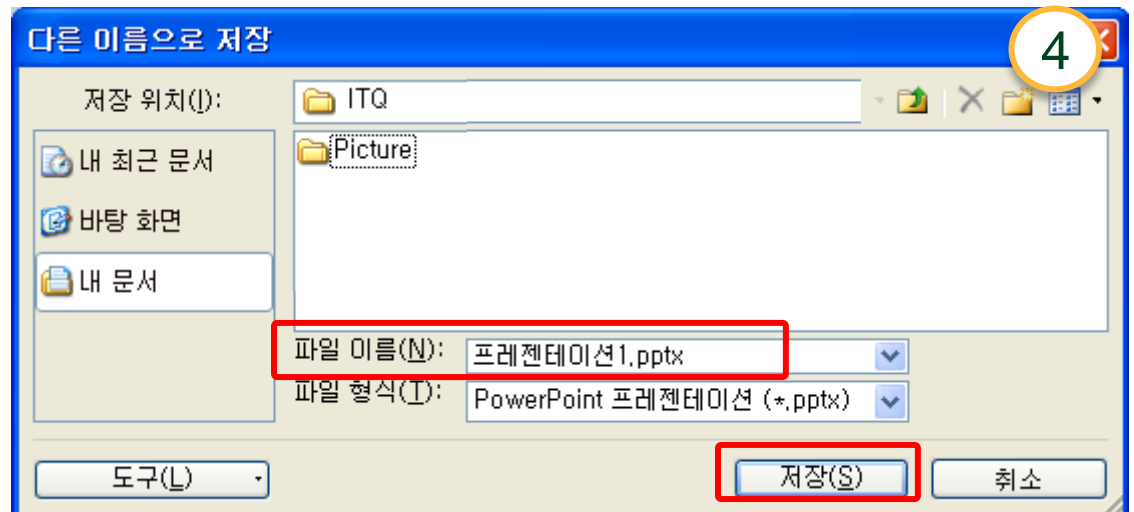 다른 이름으로 저장
4
저장 위치(I):
ITQ
내 최근 문서
바탕 화면
내 문서
Picture
파일 이름(N):
프레젠테이션1.pptx
파일 형식(T):
PowerPoint 프레젠테이션 (*.pptx)
도구(L)
저장(S)
취소